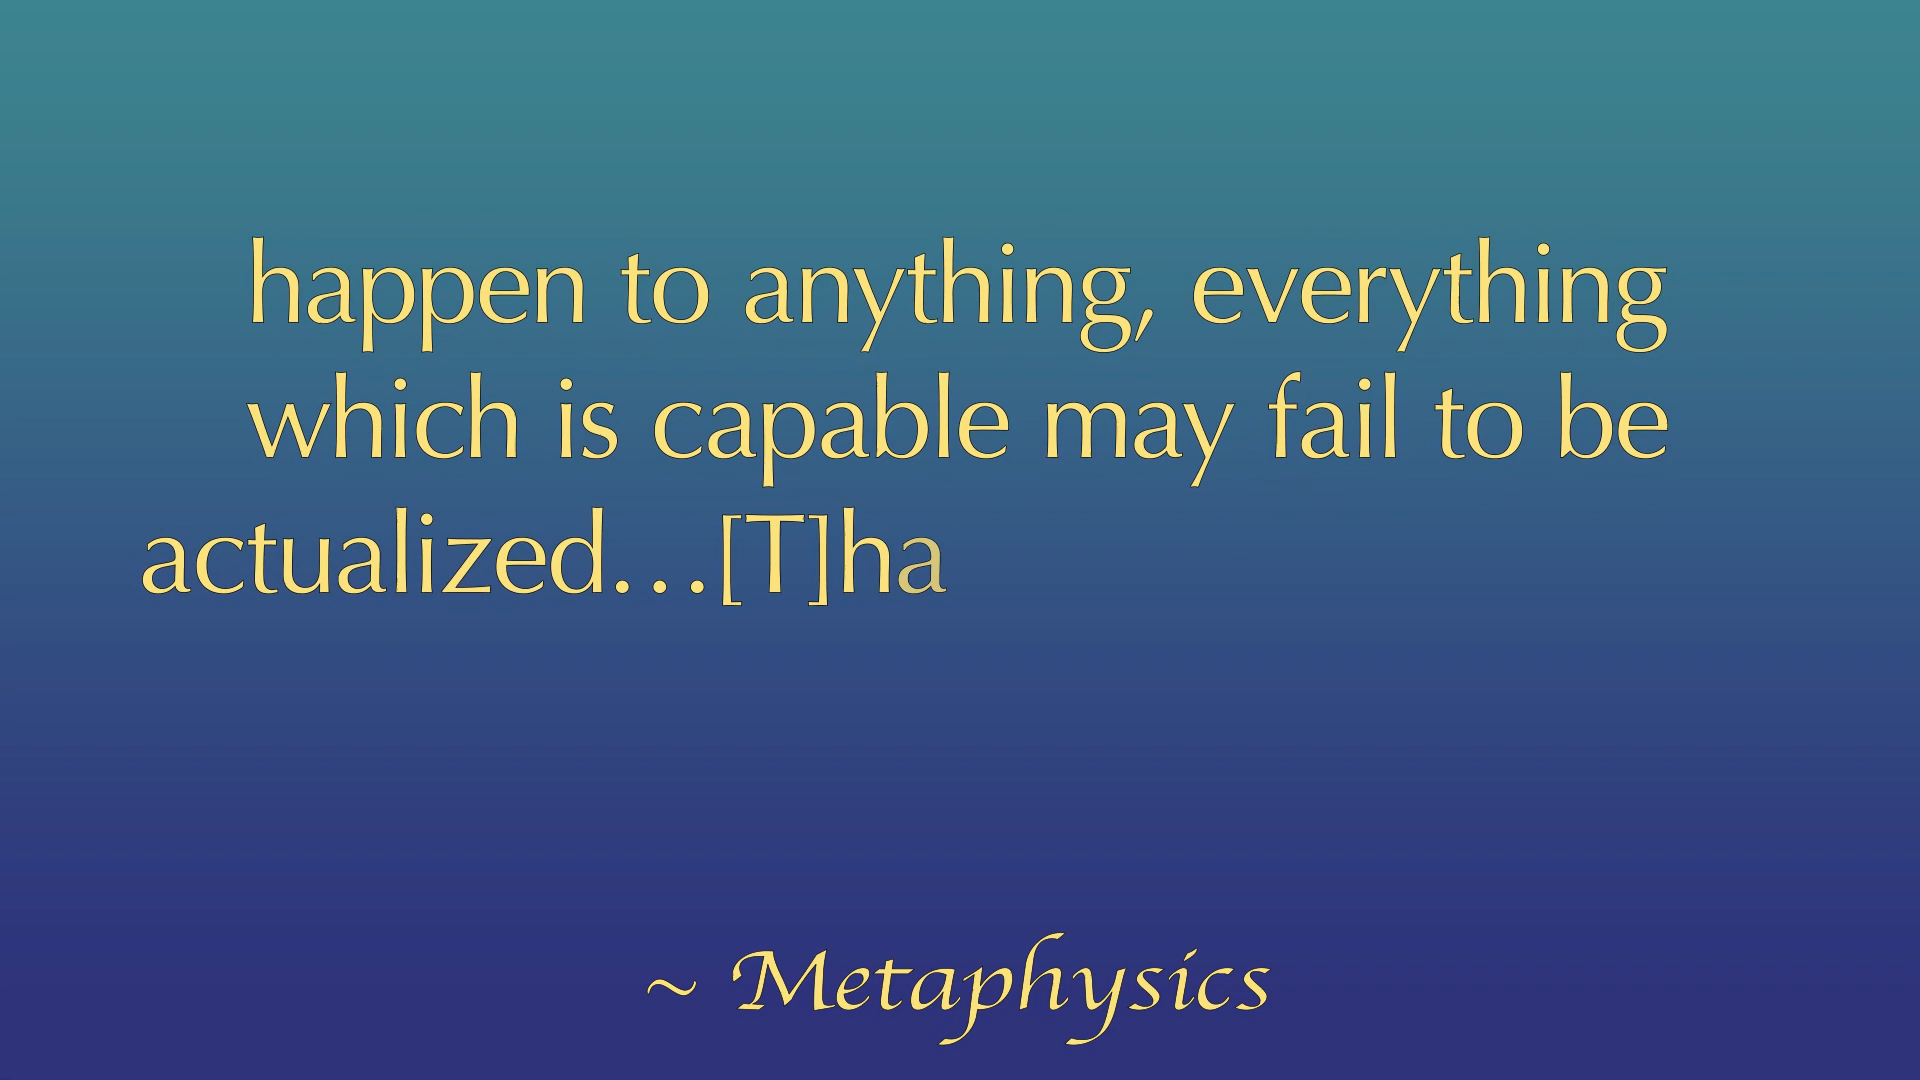 happen to anything, everything
which is capable may fail to be
actualized…[T]ha
~ Metaphysics